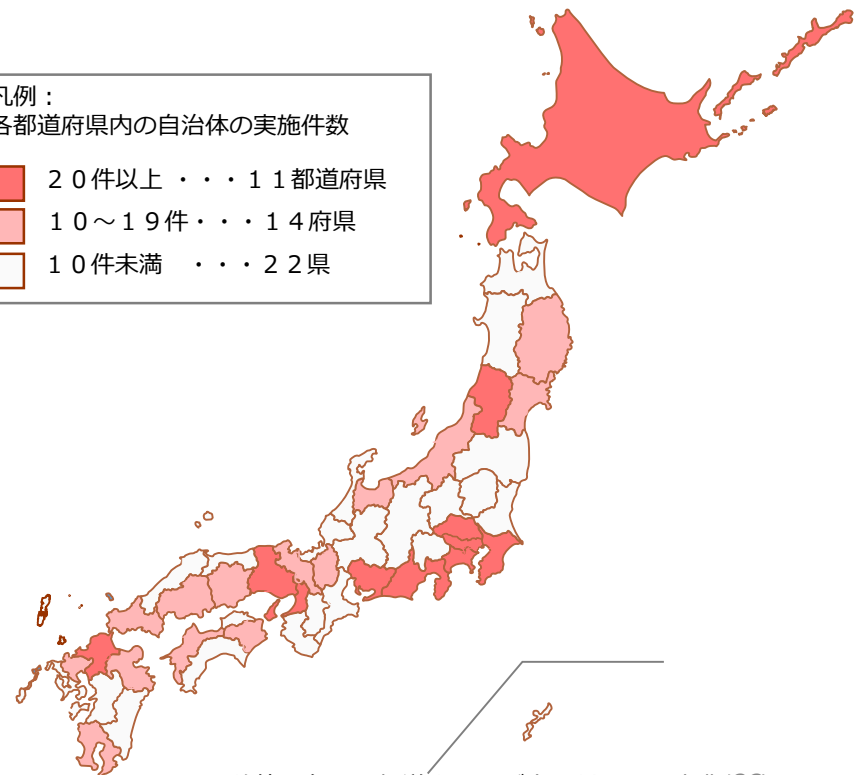 凡例：
各都道府県内の自治体の実施件数
２０件以上 ・・・１１都道府県
１０～１９件・・・１４府県
１０件未満　・・・２２県